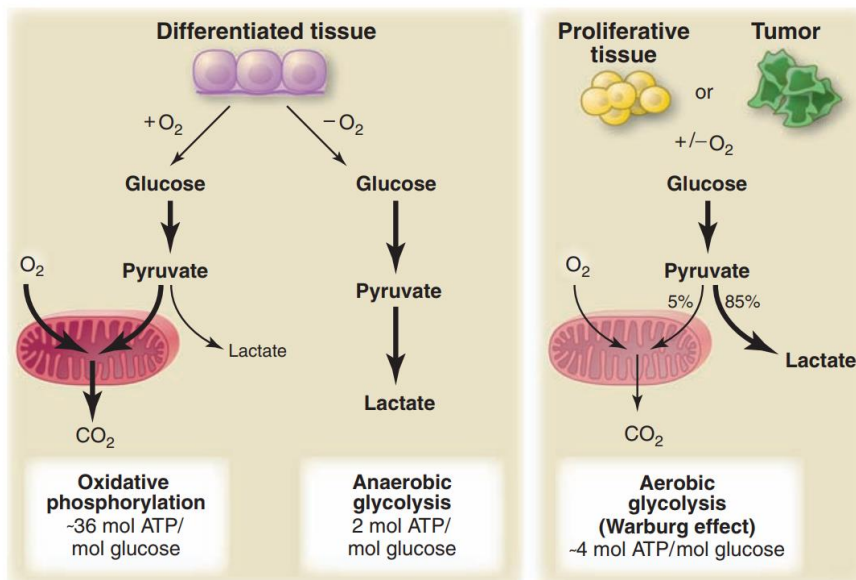 Differentiated tissue
+O₂
−O₂
Glucose
Glucose
O₂
Pyruvate
Pyruvate
Lactate
Lactate
CO₂
Oxidative
phosphorylation
~36 mol ATP/
mol glucose
Anaerobic
glycolysis
2 mol ATP/
mol glucose
Proliferative
tissue
or
Tumor
+/−O₂
Glucose
O₂
Pyruvate
5%
85%
Lactate
CO₂
Aerobic
glycolysis
(Warburg effect)
~4 mol ATP/mol glucose